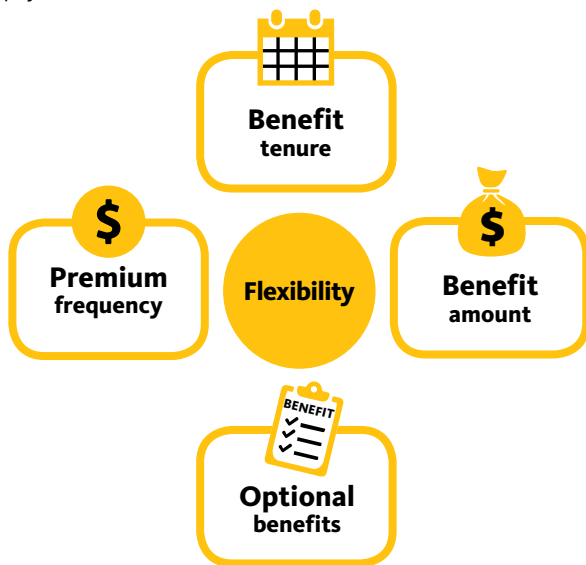 Benefit
tenure
$
Premium
frequency
Flexibility
$
Benefit
amount
BENEFIT
Optional
benefits